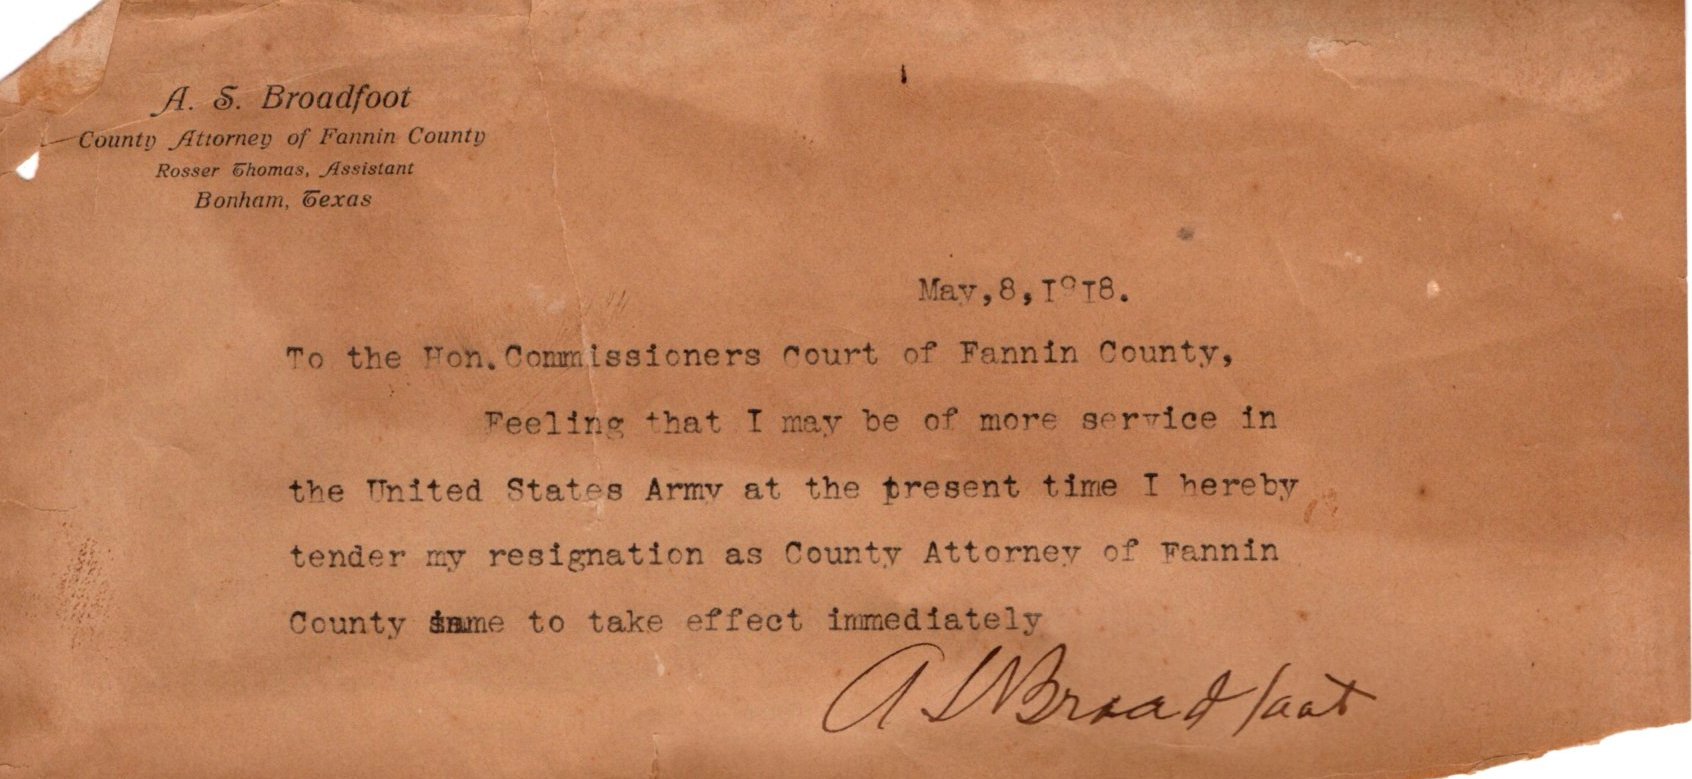 A. S. Broadfoot
County Attorney of Fannin County
Rosser Thomas, Assistant
Bonham, Texas
May,8,1918.
To the Hon.Commissioners Court of Fannin County,
Feeling that I may be of more service in
the United States Army at the present time I hereby
tender my resignation as County Attorney of Fannin
County same to take effect immediately
A S Broadfoot